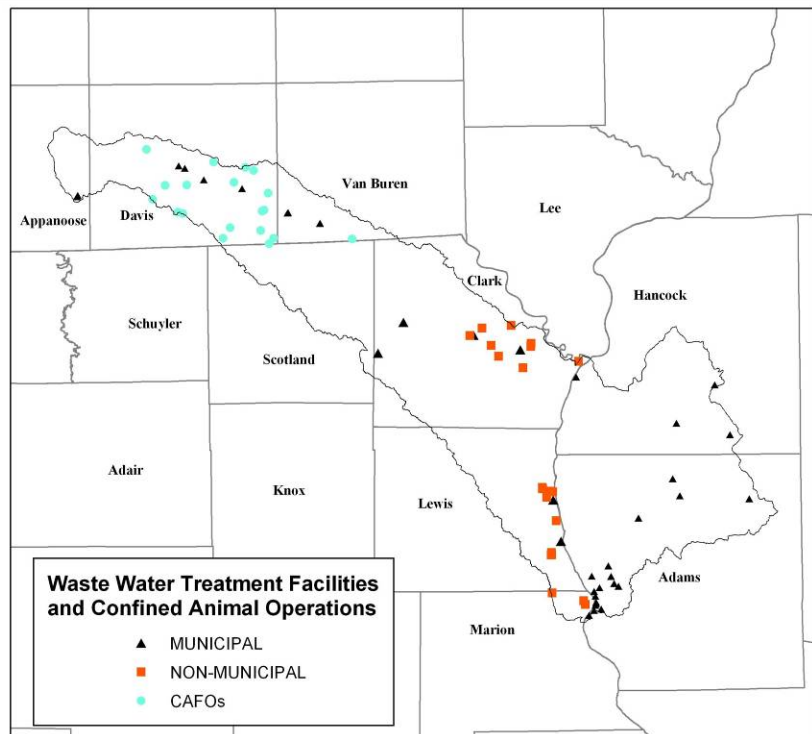 Van Buren
Appanoose
Davis
Lee
Clark
Hancock
Schuyler
Scotland
Adair
Knox
Lewis
Adams
Marion
Waste Water Treatment Facilities
and Confined Animal Operations
MUNICIPAL
NON-MUNICIPAL
CAFOs